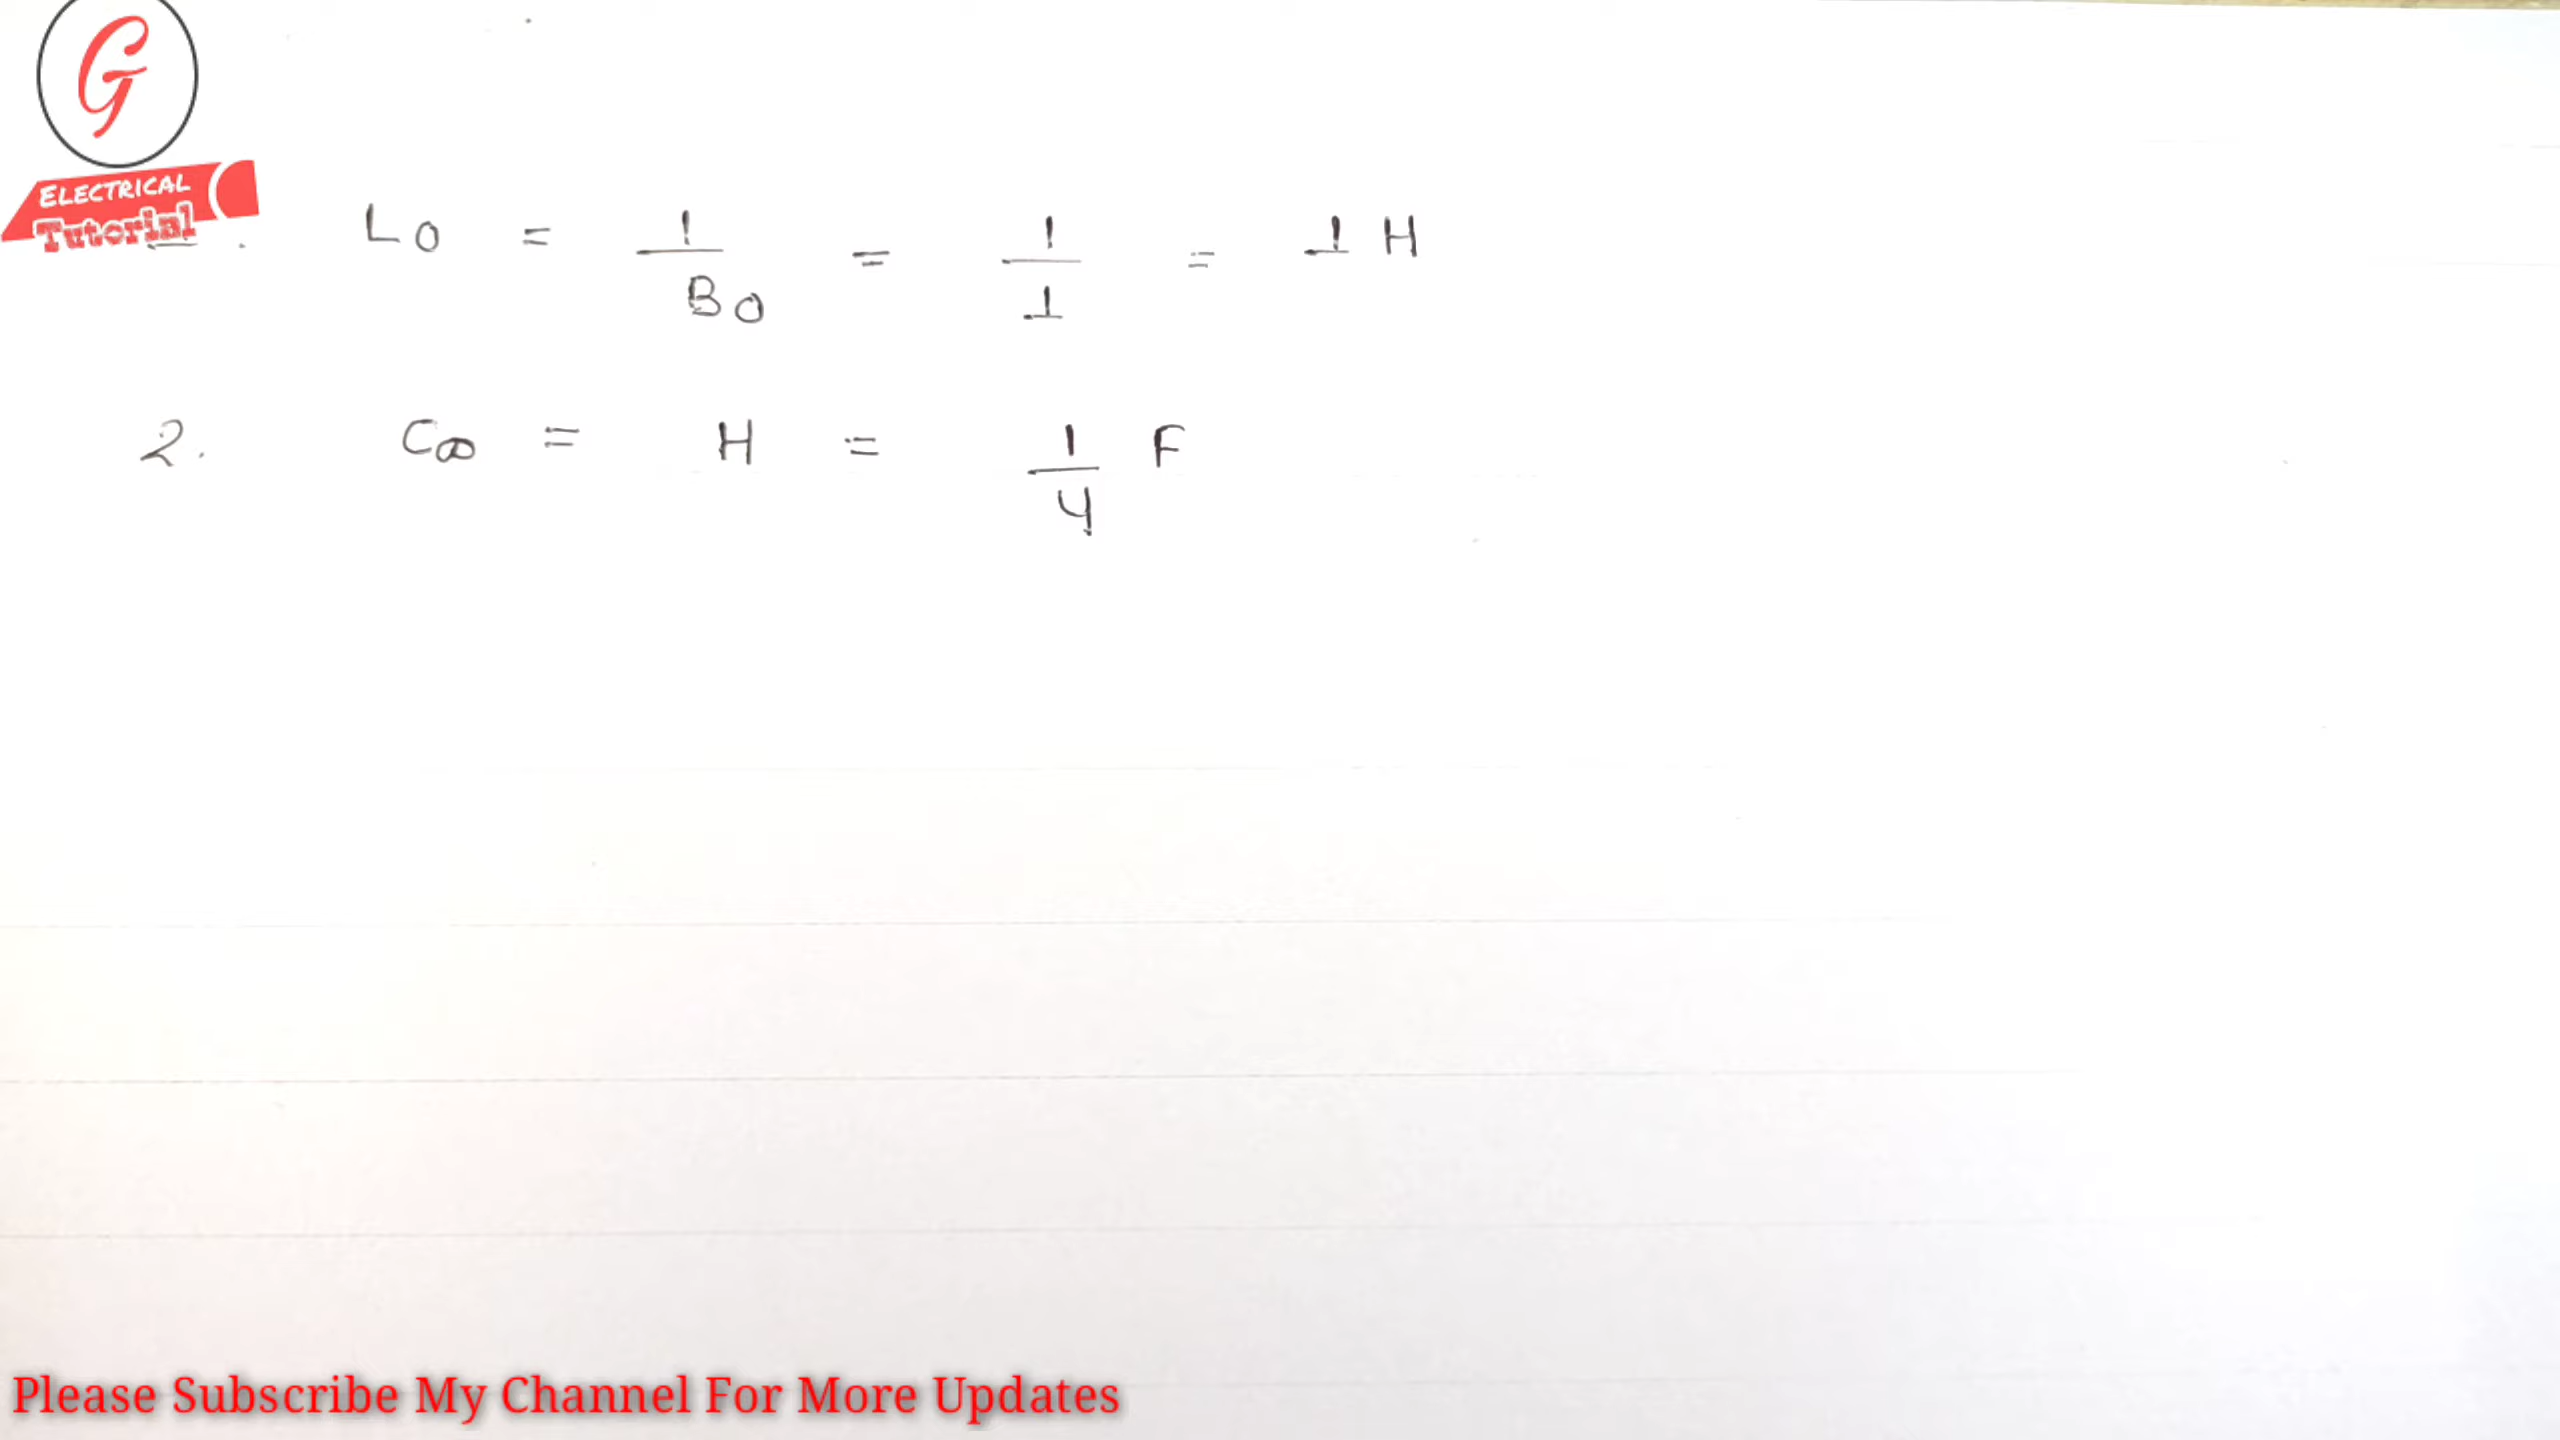 G
ELECTRICAL
Tutorial
L0 = 1/B0 = 1/1 = 1 H
2. C∞ = H = 1/4 F
Please Subscribe My Channel For More Updates